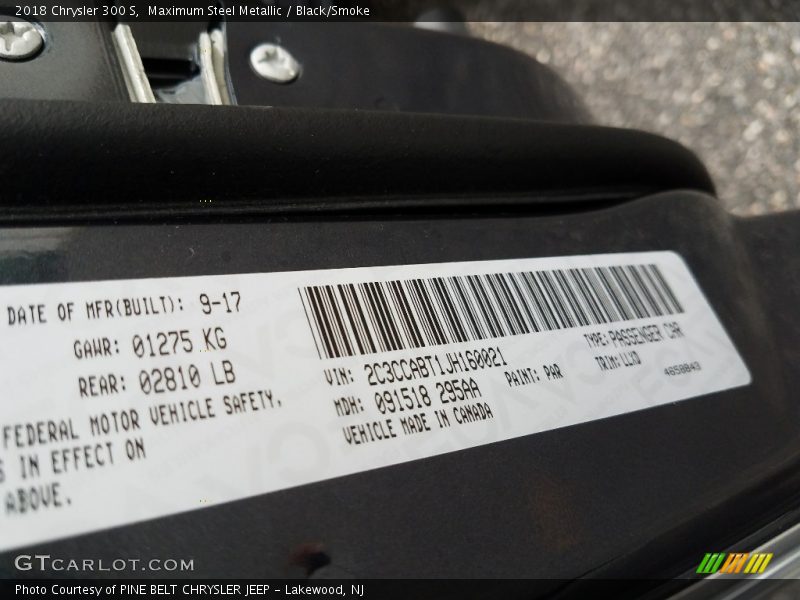 2018 Chrysler 300 S, Maximum Steel Metallic / Black/Smoke
DATE OF MFR(BUILT): 9-17
GAWR: 01275 KG
REAR: 02810 LB
FEDERAL MOTOR VEHICLE SAFETY,
S IN EFFECT ON
ABOVE.
VIN: 2C3CCABT1JH160021
MDH: 091518 295AA
VEHICLE MADE IN CANADA
PAINT: PAR
TYPE: PASSENGER CAR
TRIM: LLXD
4658843
GTCARLOT.COM
Photo Courtesy of PINE BELT CHRYSLER JEEP - Lakewood, NJ